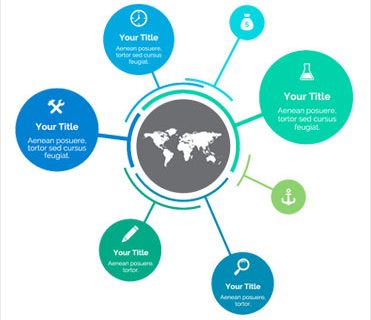 Your Title
Aenean posuere,
tortor sed cursus
feugiat.
$
Your Title
Aenean posuere,
tortor sed cursus
feugiat.
Your Title
Aenean posuere,
tortor sed cursus
feugiat.
Your Title
Aenean posuere,
tortor.
Your Title
Aenean posuere,
tortor.